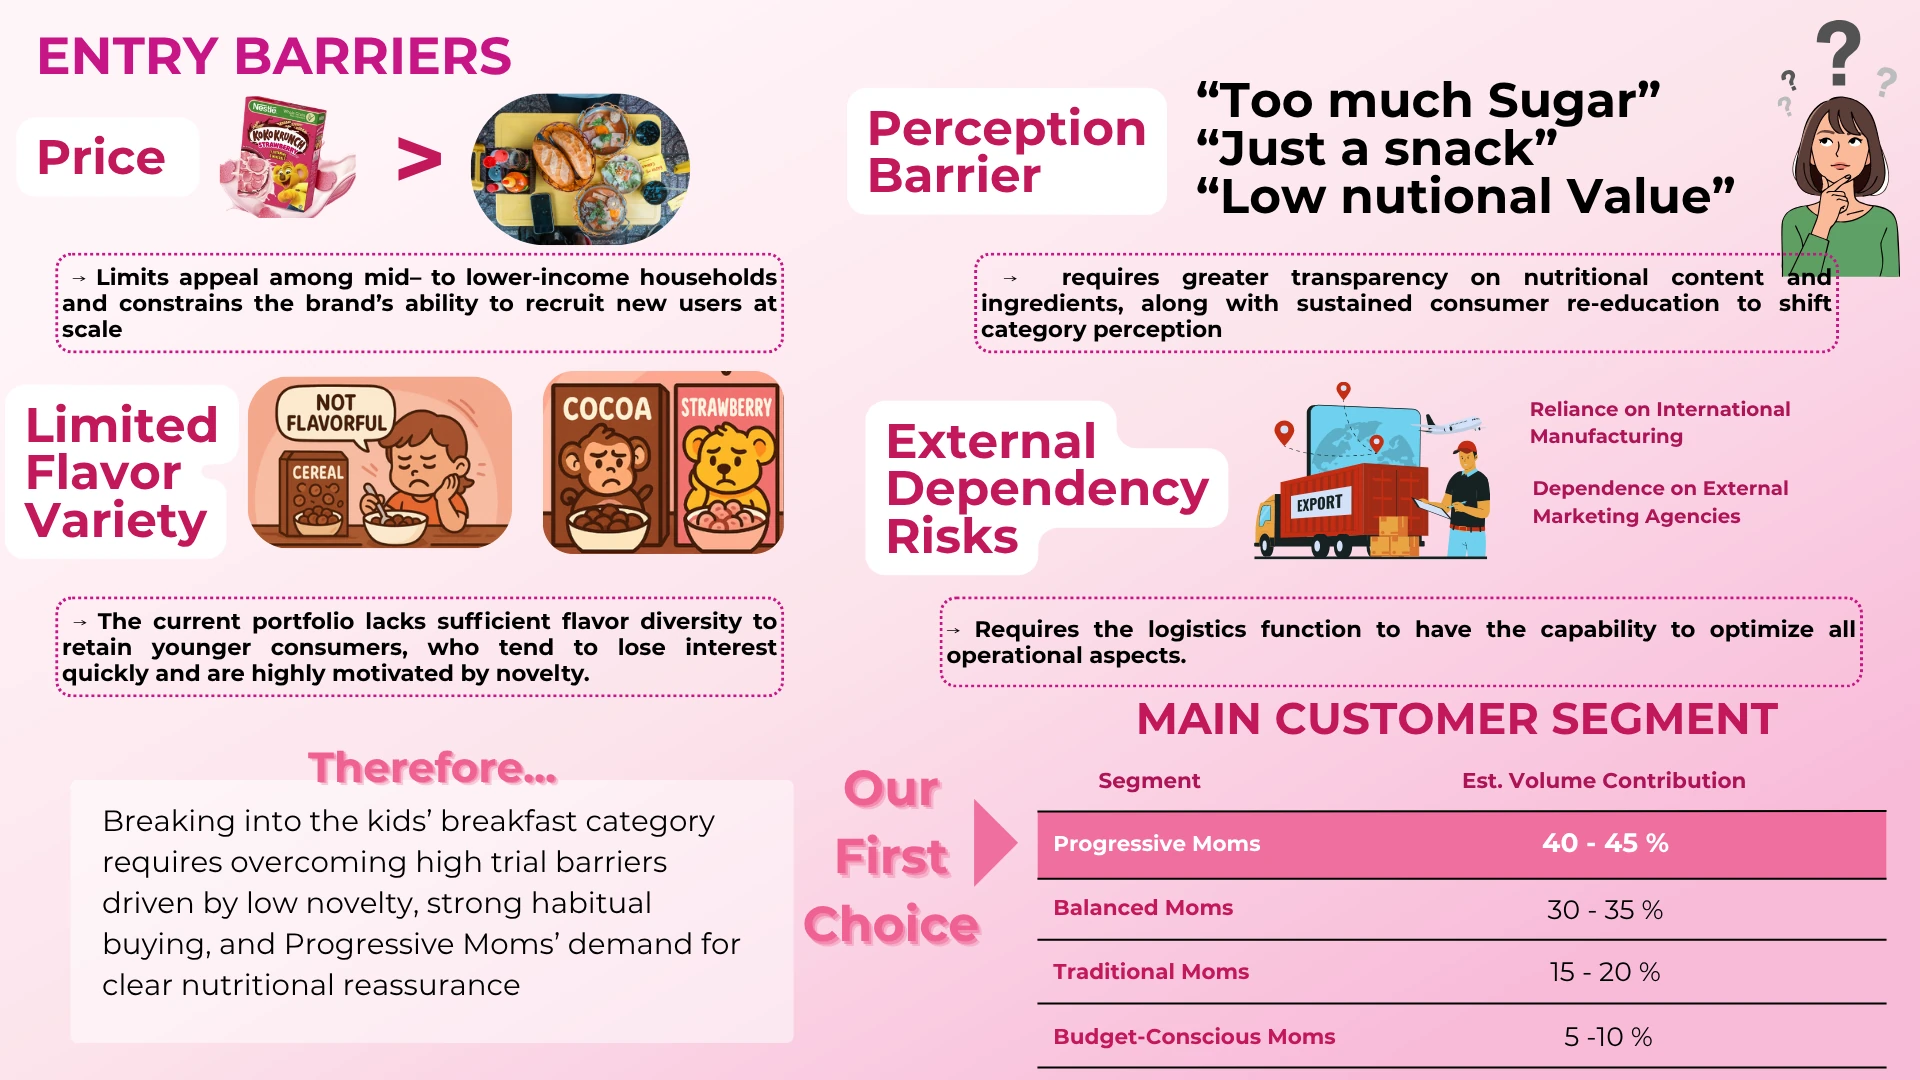 ENTRY BARRIERS
Price
Nestlé
KOKO KRUNCH
STRAWBERRY
>
→ Limits appeal among mid– to lower-income households
and constrains the brand’s ability to recruit new users at
scale
Perception
Barrier
“Too much Sugar”
“Just a snack”
“Low nutional Value”
?
?
?
?
→ requires greater transparency on nutritional content and
ingredients, along with sustained consumer re-education to shift
category perception
Limited
Flavor
Variety
NOT
FLAVORFUL
CEREAL
COCOA
STRAWBERRY
→ The current portfolio lacks sufficient flavor diversity to
retain younger consumers, who tend to lose interest
quickly and are highly motivated by novelty.
External
Dependency
Risks
EXPORT
Reliance on International
Manufacturing
Dependence on External
Marketing Agencies
→ Requires the logistics function to have the capability to optimize all
operational aspects.
Therefore...
Breaking into the kids’ breakfast category
requires overcoming high trial barriers
driven by low novelty, strong habitual
buying, and Progressive Moms’ demand for
clear nutritional reassurance
Our
First
Choice
MAIN CUSTOMER SEGMENT
Segment Est. Volume Contribution
Progressive Moms 40 - 45 %
Balanced Moms 30 - 35 %
Traditional Moms 15 - 20 %
Budget-Conscious Moms 5 -10 %